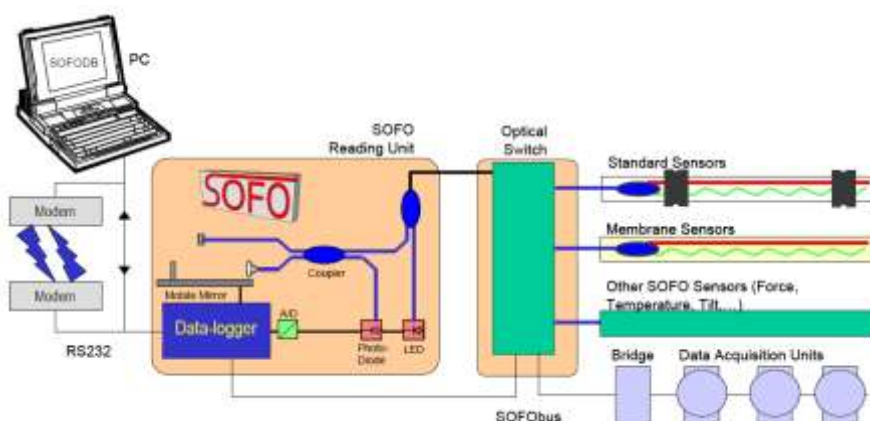 SOFODB
PC
SOFO
Reading Unit
Optical
Switch
Standard Sensors
SOFO
Modem
Membrane Sensors
Coupler
Other SOFO Sensors (Force,
Temperature, Tilt,...)
Mobile Mirror
Modem
A/D
Data-logger
RS232
Photo-
Diode
LED
Bridge
Data Acquisition Units
SOFObus